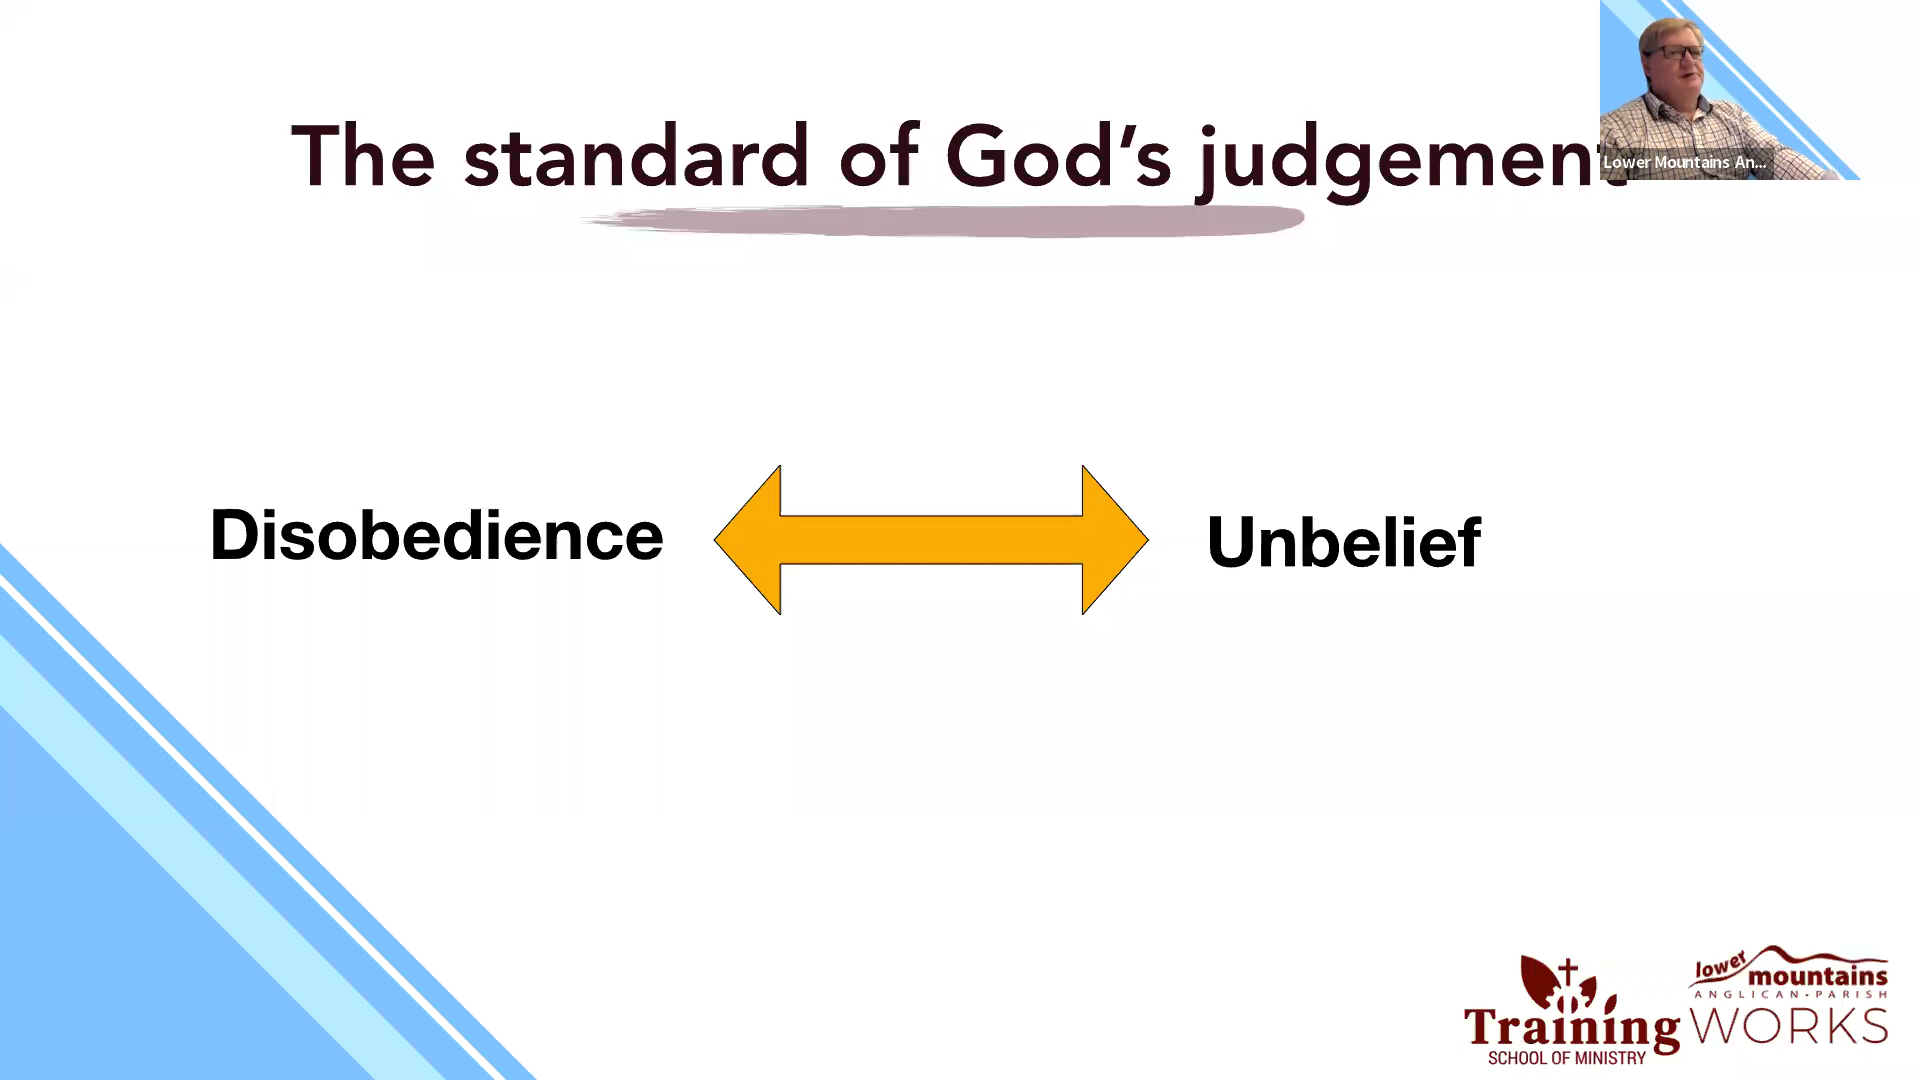 The standard of God's judgement
Lower Mountains An...
Disobedience
Unbelief
lower
mountains
ANGLICAN • PARISH
Training WORKS
SCHOOL OF MINISTRY